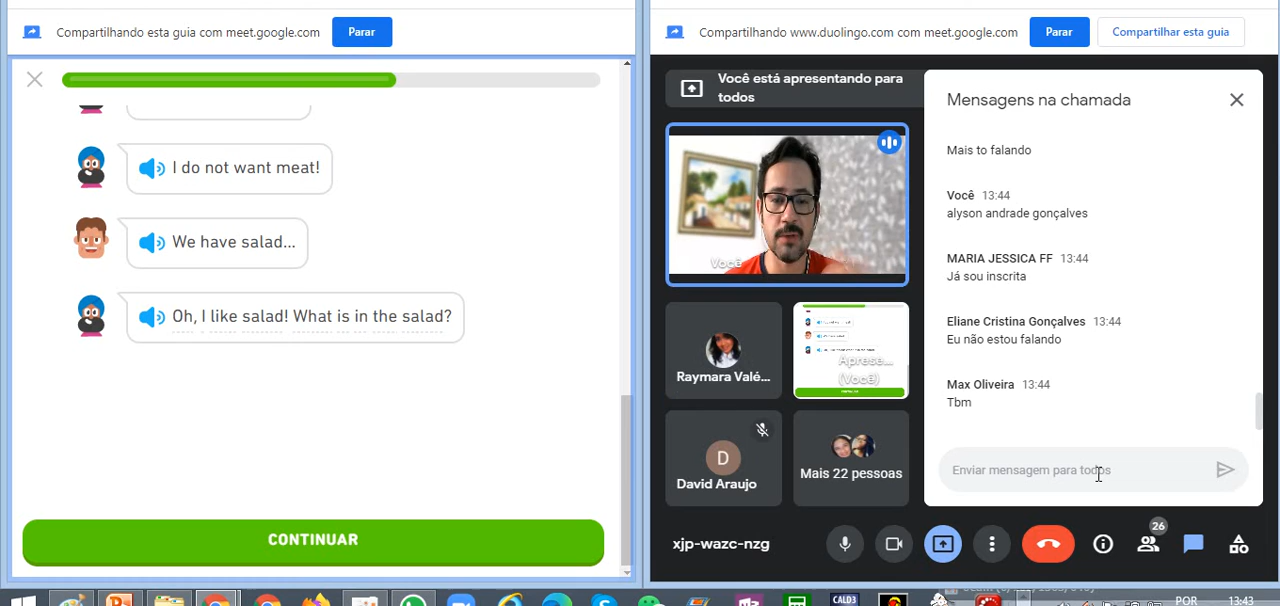 Compartilhando esta guia com meet.google.com
Parar
I do not want meat!
We have salad...
Oh, I like salad! What is in the salad?
CONTINUAR
Compartilhando www.duolingo.com com meet.google.com
Parar
Compartilhar esta guia
Você está apresentando para
todos
Você
Raymara Valé...
Aprese...
(Você)
D
David Araujo
Mais 22 pessoas
Mensagens na chamada
Mais to falando
Você 13:44
alyson andrade gonçalves
MARIA JESSICA FF 13:44
Já sou inscrita
Eliane Cristina Gonçalves 13:44
Eu não estou falando
Max Oliveira 13:44
Tbm
Enviar mensagem para todos
xjp-wazc-nzg
26
CALD3
POR
13:43